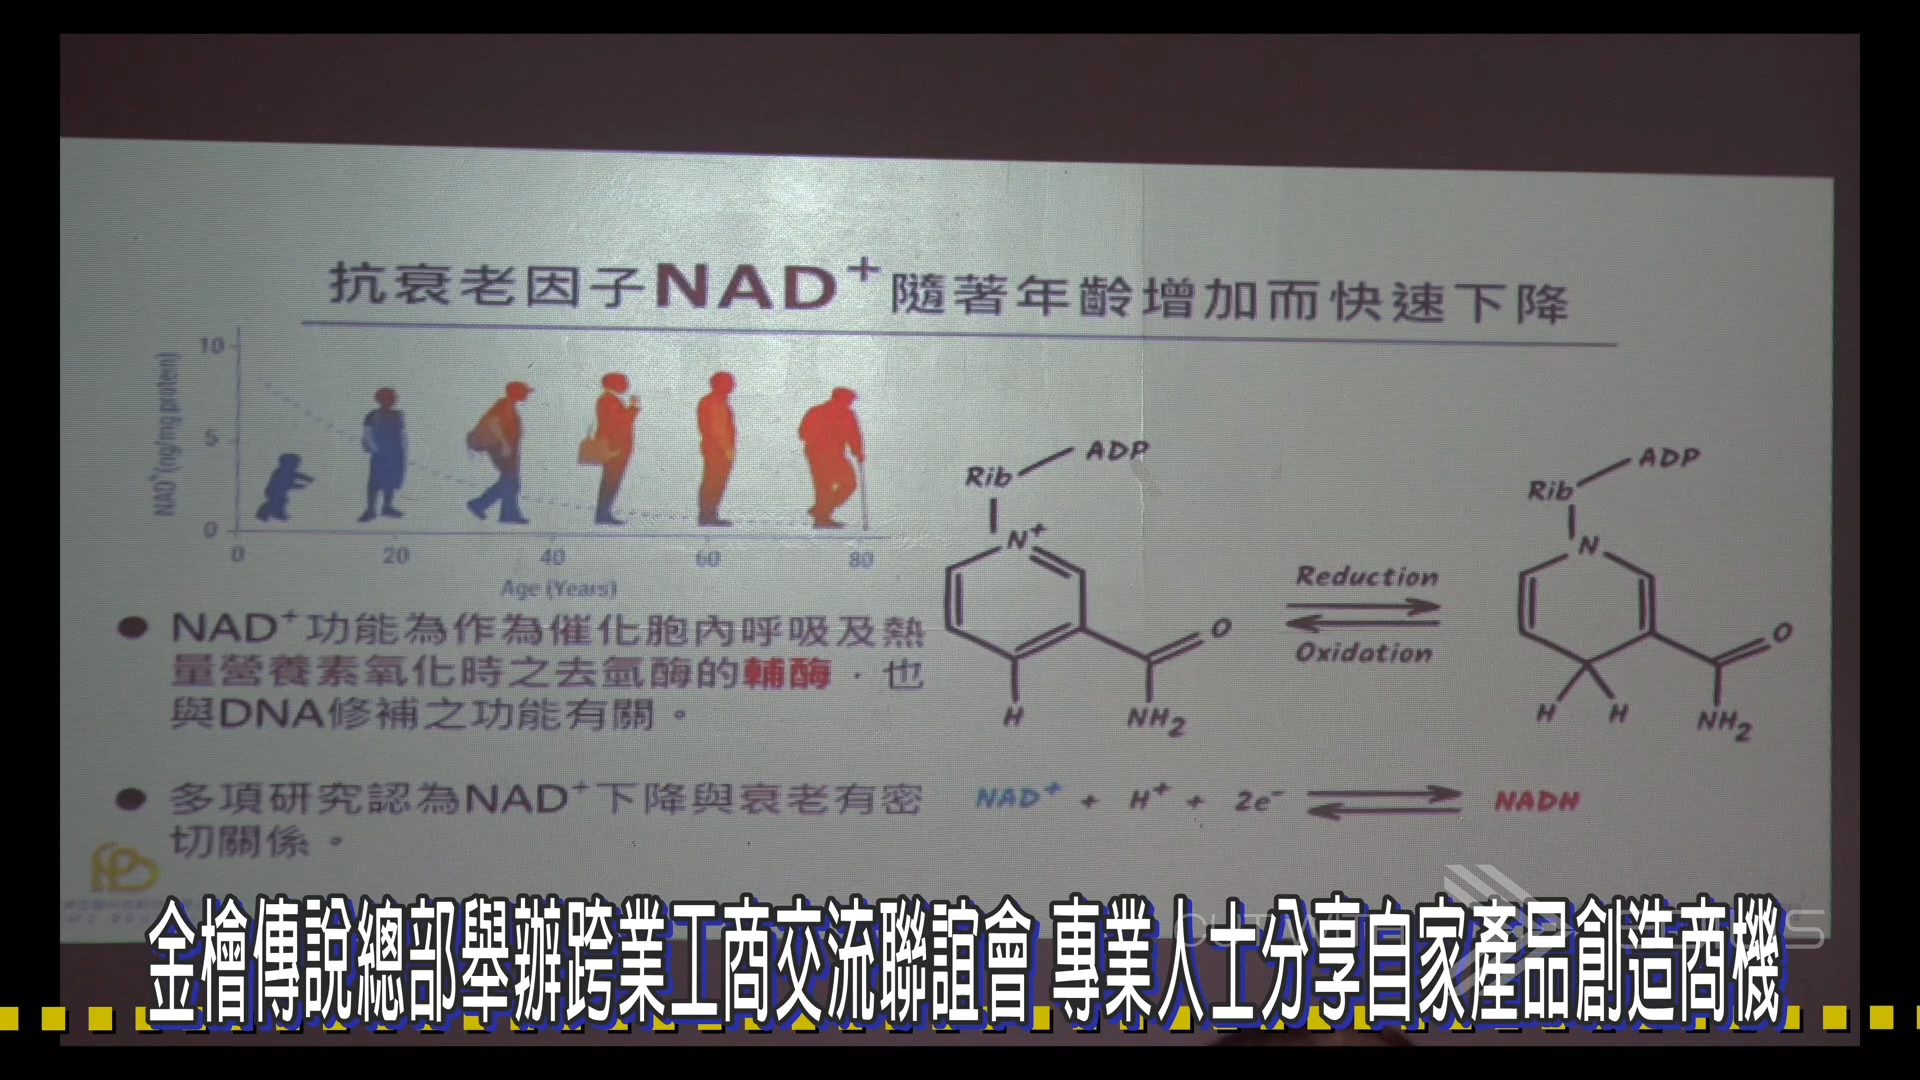 抗衰老因子NAD⁺隨著年齡增加而快速下降
10
5
0
NAD⁺(ng/mg protein)
0 20 40 60 80
Age (Years)
● NAD⁺功能為作為催化胞內呼吸及熱
量營養素氧化時之去氫酶的輔酶，也
與DNA修補之功能有關。
● 多項研究認為NAD⁺下降與衰老有密
切關係。
Rib ADP
N⁺
O
H
NH₂
Reduction
Oxidation
Rib ADP
N
O
H H
NH₂
NAD⁺ + H⁺ + 2e⁻ NADH
金檜傳說總部舉辦跨業工商交流聯誼會 專業人士分享自家產品創造商機